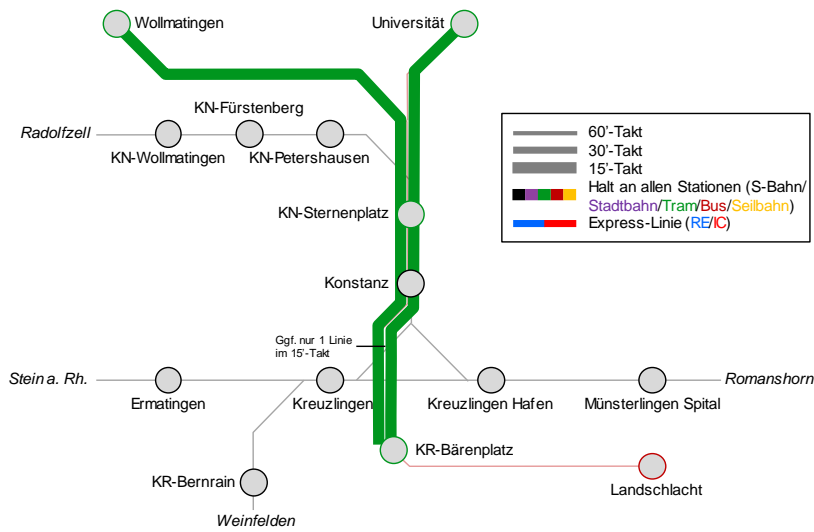 Wollmatingen
Universität
KN-Fürstenberg
Radolfzell
KN-Wollmatingen
KN-Petershausen
60'-Takt
30'-Takt
15'-Takt
Halt an allen Stationen (S-Bahn/
Stadtbahn/Tram/Bus/Seilbahn)
Express-Linie (RE/IC)
KN-Sternenplatz
Konstanz
Ggf. nur 1 Linie
im 15'-Takt
Stein a. Rh.
Romanshorn
Ermatingen
Kreuzlingen
Kreuzlingen Hafen
Münsterlingen Spital
KR-Bärenplatz
KR-Bernrain
Landschlacht
Weinfelden